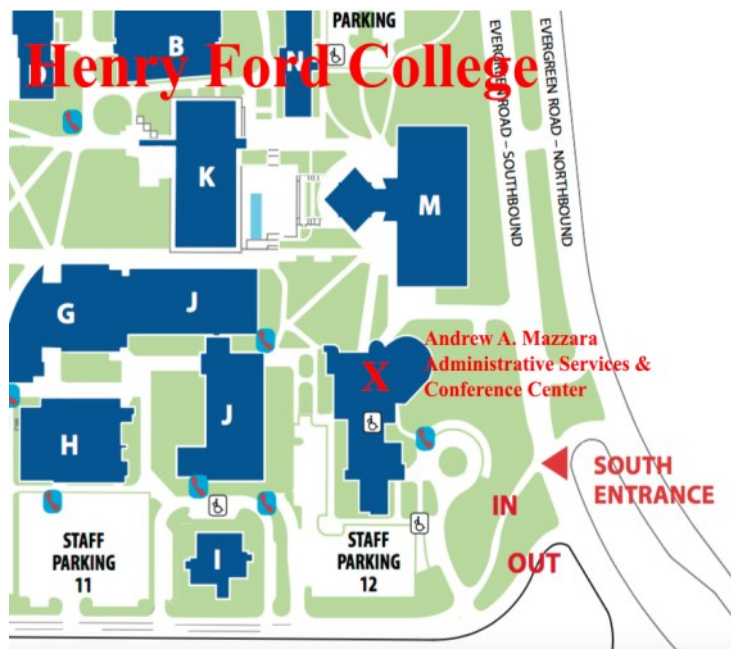 PARKING
B
D
N
Henry Ford College
EVERGREEN ROAD – SOUTHBOUND
EVERGREEN ROAD – NORTHBOUND
K
M
G
J
Andrew A. Mazzara
Administrative Services &
Conference Center
X
J
H
SOUTH
ENTRANCE
IN
OUT
STAFF
PARKING
11
I
STAFF
PARKING
12